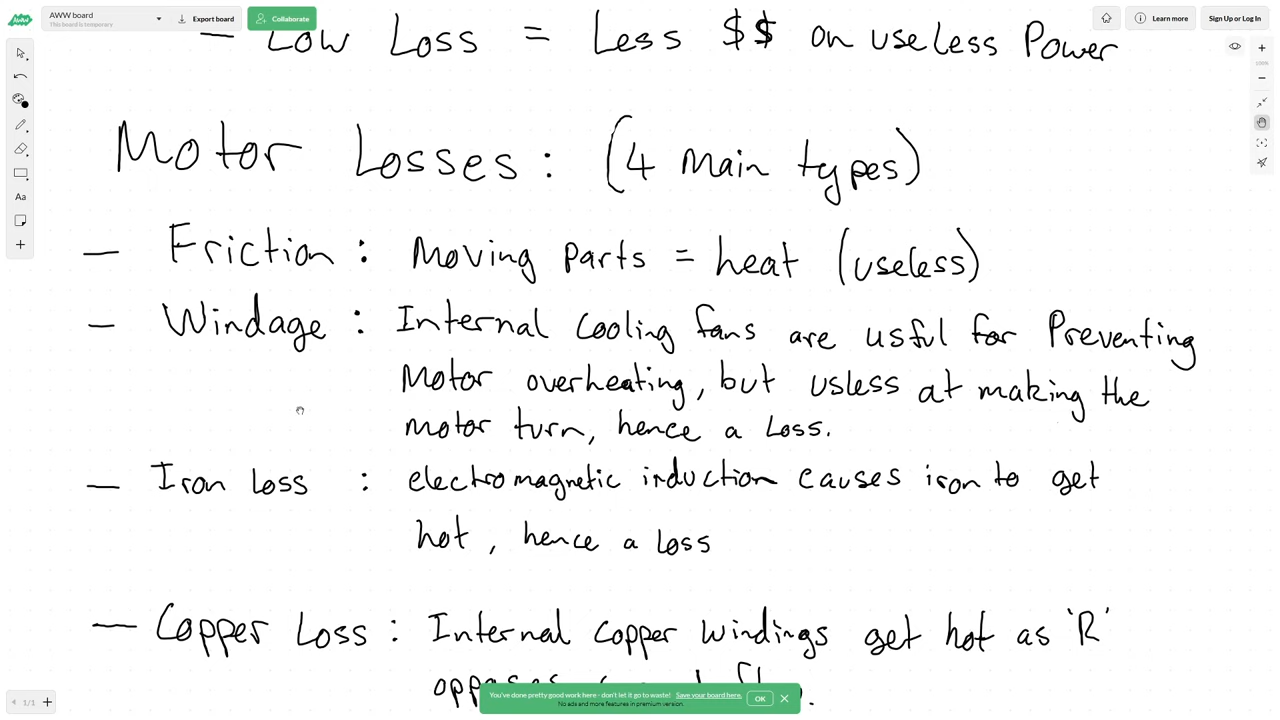 AWW board
This board is temporary
Export board
Collaborate
Learn more
Sign Up or Log In
- Low Loss = Less $$ on useless Power
100%
Motor Losses: (4 Main types)
- Friction: Moving parts = heat (useless)
- Windage: Internal cooling fans are usful for Preventing
Motor overheating, but usless at making the
motor turn, hence a Loss.
- Iron loss: electromagnetic induction causes iron to get
hot, hence a loss
- Copper Loss: Internal copper windings get hot as 'R'
opposes
You've done pretty good work here - don't let it go to waste! Save your board here.
No ads and more features in premium version.
OK
Aa
1/1